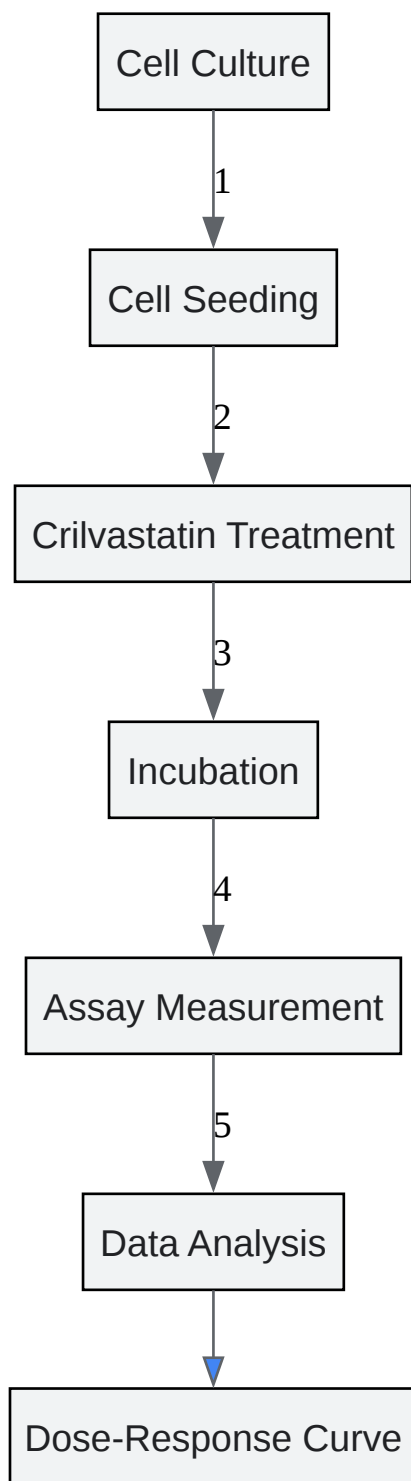 Cell Culture
1
Cell Seeding
2
Crilvastatin Treatment
3
Incubation
4
Assay Measurement
5
Data Analysis
Dose-Response Curve